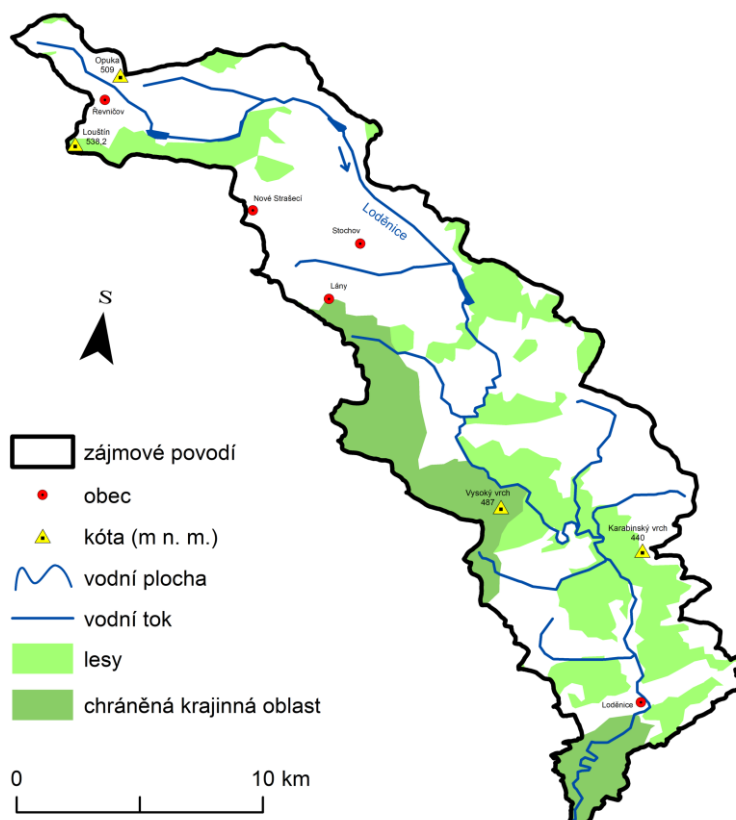 Opuka
509
Řevničov
Louštín
538,2
Nové Strašecí
Loděnice
Stochov
Lány
S
Vysoký vrch
487
Karabinský vrch
440
Loděnice
zájmové povodí
obec
kóta (m n. m.)
vodní plocha
vodní tok
lesy
chráněná krajinná oblast
0
10 km